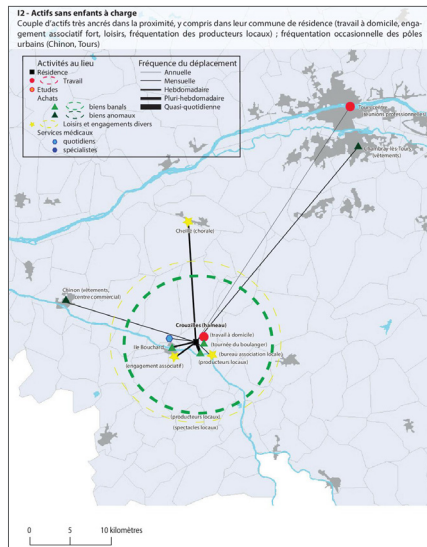 I2 - Actifs sans enfants à charge
Couple d'actifs très ancrés dans la proximité, y compris dans leur commune de résidence (travail à domicile, enga-
gement associatif fort, loisirs, fréquentation des producteurs locaux) ; fréquentation occasionnelle des pôles
urbains (Chinon, Tours)
Activités au lieu
Résidence
Travail
Etudes
Achats
biens banals
biens anomaux
Loisirs et engagements divers
Services médicaux
quotidiens
spécialistes
Fréquence du déplacement
Annuelle
Mensuelle
Hebdomadaire
Pluri-hebdomadaire
Quasi-quotidienne
(réunions professionnelles)
Chambray-les-Tours
(vêtements)
(chorale)
Chinon (vêtements,
centre commercial)
Crouzilles (hameau)
(travail à domicile)
(tournée du boulanger)
Ile Bouchard
(bureau association locale)
(producteurs locaux)
(engagement associatif)
(producteurs locaux)
(spectacles locaux)
0 5 10 kilomètres